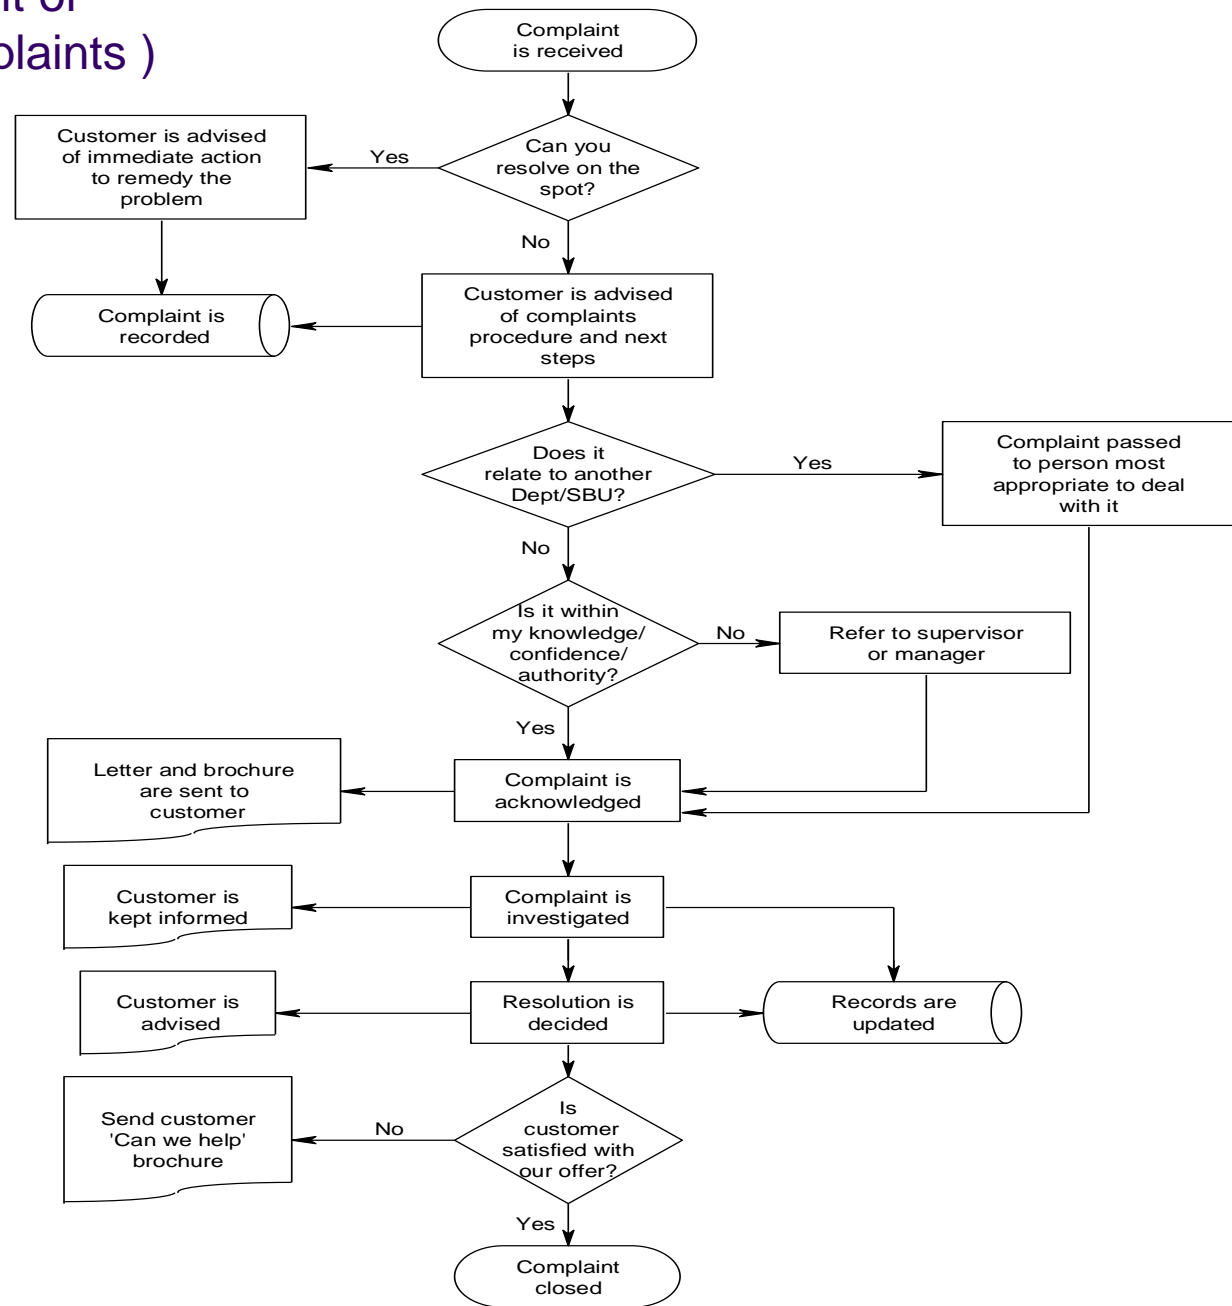 plaints )
Complaint
is received
Customer is advised
of immediate action
to remedy the
problem
Yes
Can you
resolve on the
spot?
No
Complaint is
recorded
Customer is advised
of complaints
procedure and next
steps
Does it
relate to another
Dept/SBU?
Yes
Complaint passed
to person most
appropriate to deal
with it
No
Is it within
my knowledge/
confidence/
authority?
No
Refer to supervisor
or manager
Yes
Letter and brochure
are sent to
customer
Complaint is
acknowledged
Customer is
kept informed
Complaint is
investigated
Customer is
advised
Resolution is
decided
Records are
updated
Send customer
'Can we help'
brochure
No
Is
customer
satisfied with
our offer?
Yes
Complaint
closed